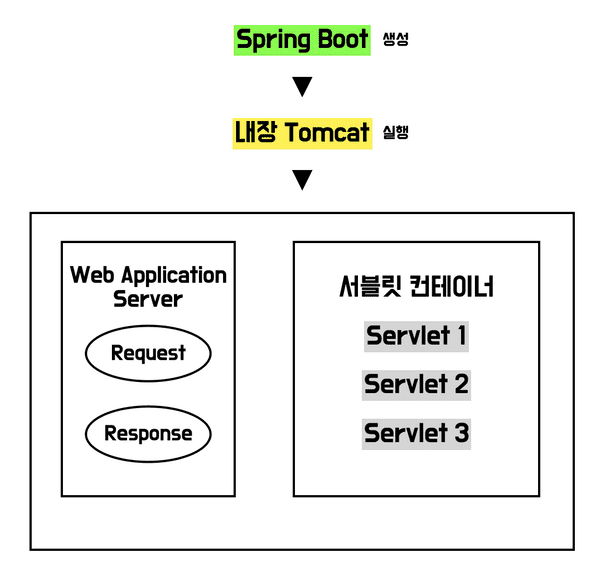 Spring Boot 생성
▼
내장 Tomcat 실행
▼
Web Application
Server
Request
Response
서블릿 컨테이너
Servlet 1
Servlet 2
Servlet 3